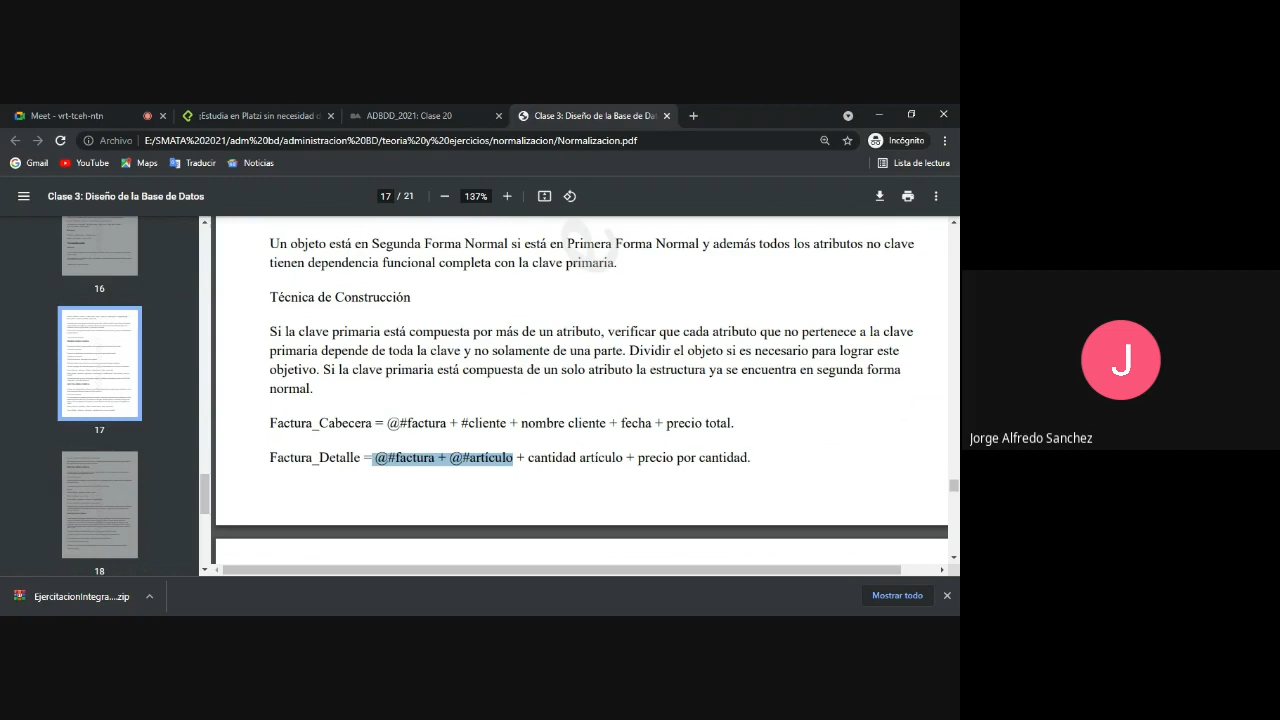 Meet - vrt-tceh-ntn
¡Estudia en Platzi sin necesidad d
ADBDD_2021: Clase 20
Clase 3: Diseño de la Base de Dat
Archivo
E:/SMATA%202021/adm%20bd/administracion%20BD/teoria%20y%20ejercicios/normalizacion/Normalizacion.pdf
Incógnito
Gmail
YouTube
Maps
Traducir
Noticias
Lista de lectura
Clase 3: Diseño de la Base de Datos
17 / 21
137%
16
17
18
Un objeto está en Segunda Forma Normal si está en Primera Forma Normal y además todos los atributos no clave
tienen dependencia funcional completa con la clave primaria.
Técnica de Construcción
Si la clave primaria está compuesta por más de un atributo, verificar que cada atributo que no pertenece a la clave
primaria depende de toda la clave y no solamente de una parte. Dividir el objeto si es necesario para lograr este
objetivo. Si la clave primaria está compuesta de un solo atributo la estructura ya se encuentra en segunda forma
normal.
Factura_Cabecera = @#factura + #cliente + nombre cliente + fecha + precio total.
Factura_Detalle = @#factura + @#artículo + cantidad artículo + precio por cantidad.
EjercitacionIntegra....zip
Mostrar todo
J
Jorge Alfredo Sanchez